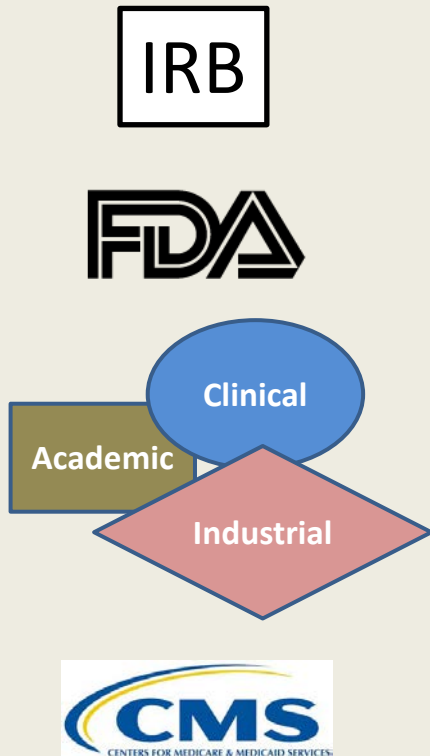 IRB
FDA
Clinical
Academic
Industrial
CMS
CENTERS FOR MEDICARE & MEDICAID SERVICES